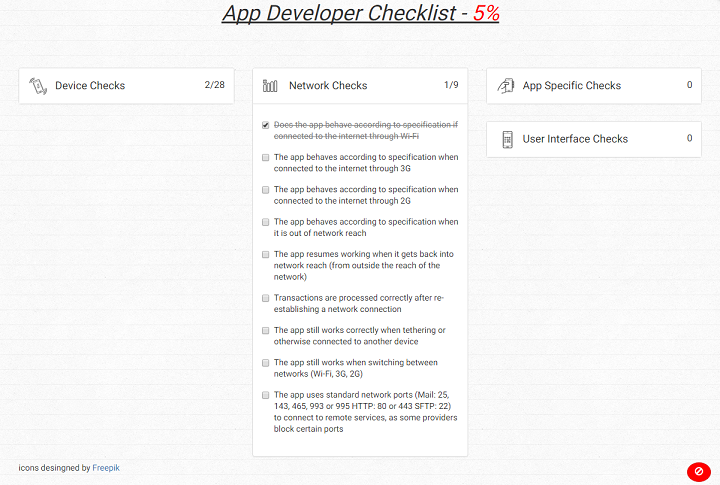 App Developer Checklist - 5%
Device Checks 2/28
Network Checks 1/9
Does the app behave according to specification if
connected to the internet through Wi-Fi
The app behaves according to specification when
connected to the internet through 3G
The app behaves according to specification when
connected to the internet through 2G
The app behaves according to specification when
it is out of network reach
The app resumes working when it gets back into
network reach (from outside the reach of the
network)
Transactions are processed correctly after re-
establishing a network connection
The app still works correctly when tethering or
otherwise connected to another device
The app still works when switching between
networks (Wi-Fi, 3G, 2G)
The app uses standard network ports (Mail: 25,
143, 465, 993 or 995 HTTP: 80 or 443 SFTP: 22)
to connect to remote services, as some providers
block certain ports
App Specific Checks 0
User Interface Checks 0
icons desingned by Freepik